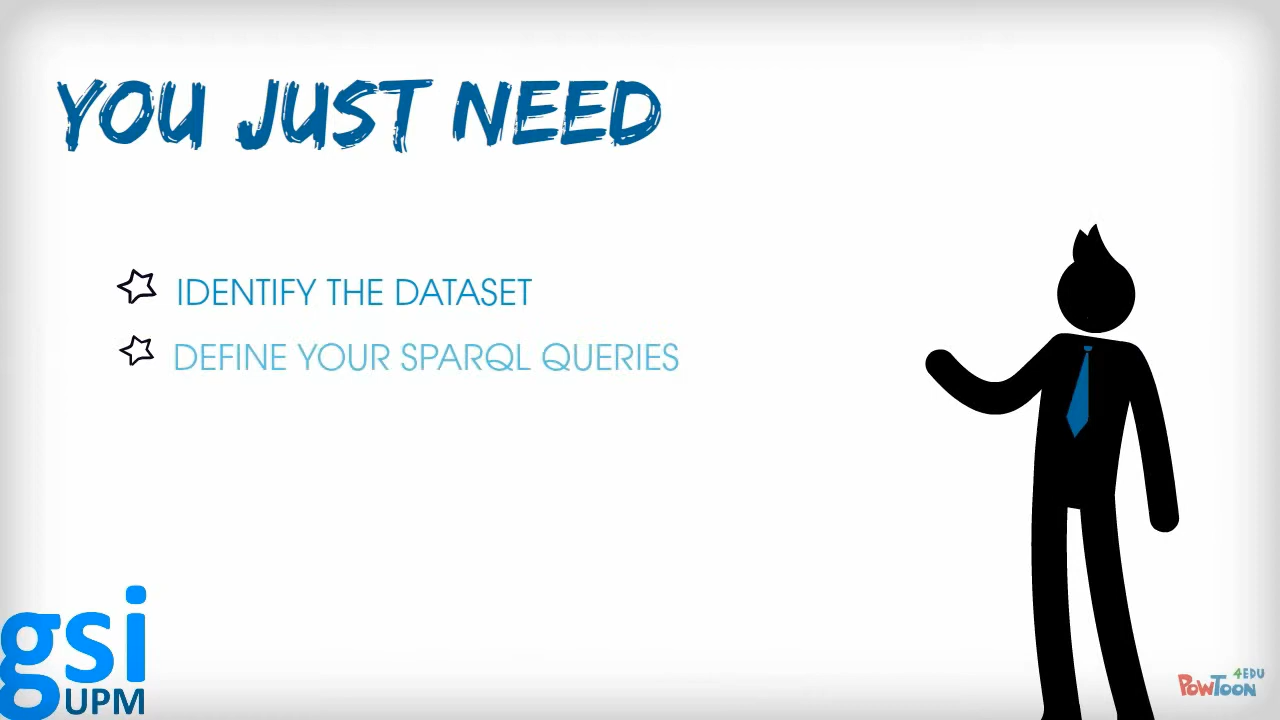 YOU JUST NEED
IDENTIFY THE DATASET
DEFINE YOUR SPARQL QUERIES
gsi
UPM
4EDU
POWTOON